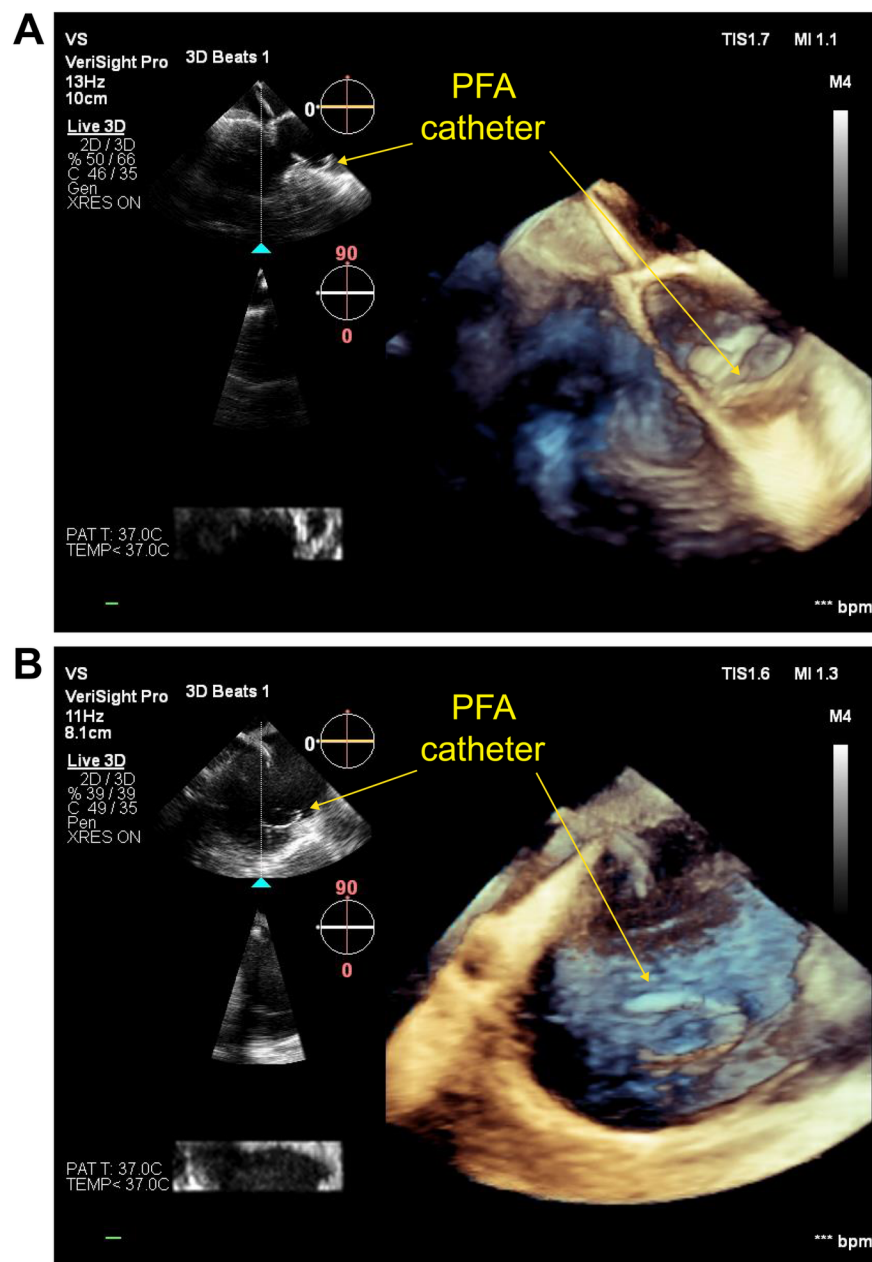 A
VS
VeriSight Pro
3D Beats 1
TIS1.7 MI 1.1
13Hz
10cm
M4
Live 3D
2D / 3D
% 50 / 66
C 46 / 35
Gen
XRES ON
0
PFA
catheter
90
0
PAT T: 37.0C
TEMP< 37.0C
*** bpm
B
VS
VeriSight Pro
3D Beats 1
TIS1.6 MI 1.3
11Hz
8.1cm
M4
Live 3D
2D / 3D
% 39 / 39
C 49 / 35
Pen
XRES ON
0
PFA
catheter
90
0
PAT T: 37.0C
TEMP< 37.0C
*** bpm